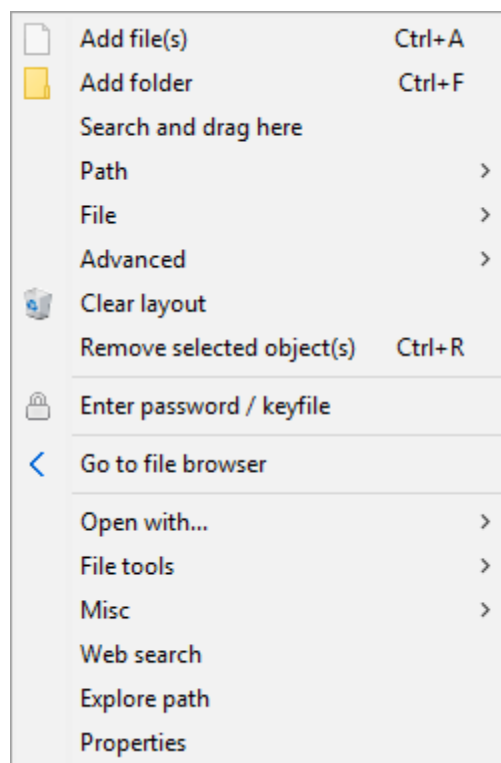 Add file(s) Ctrl+A
Add folder Ctrl+F
Search and drag here
Path
File
Advanced
Clear layout
Remove selected object(s) Ctrl+R
Enter password / keyfile
Go to file browser
Open with...
File tools
Misc
Web search
Explore path
Properties